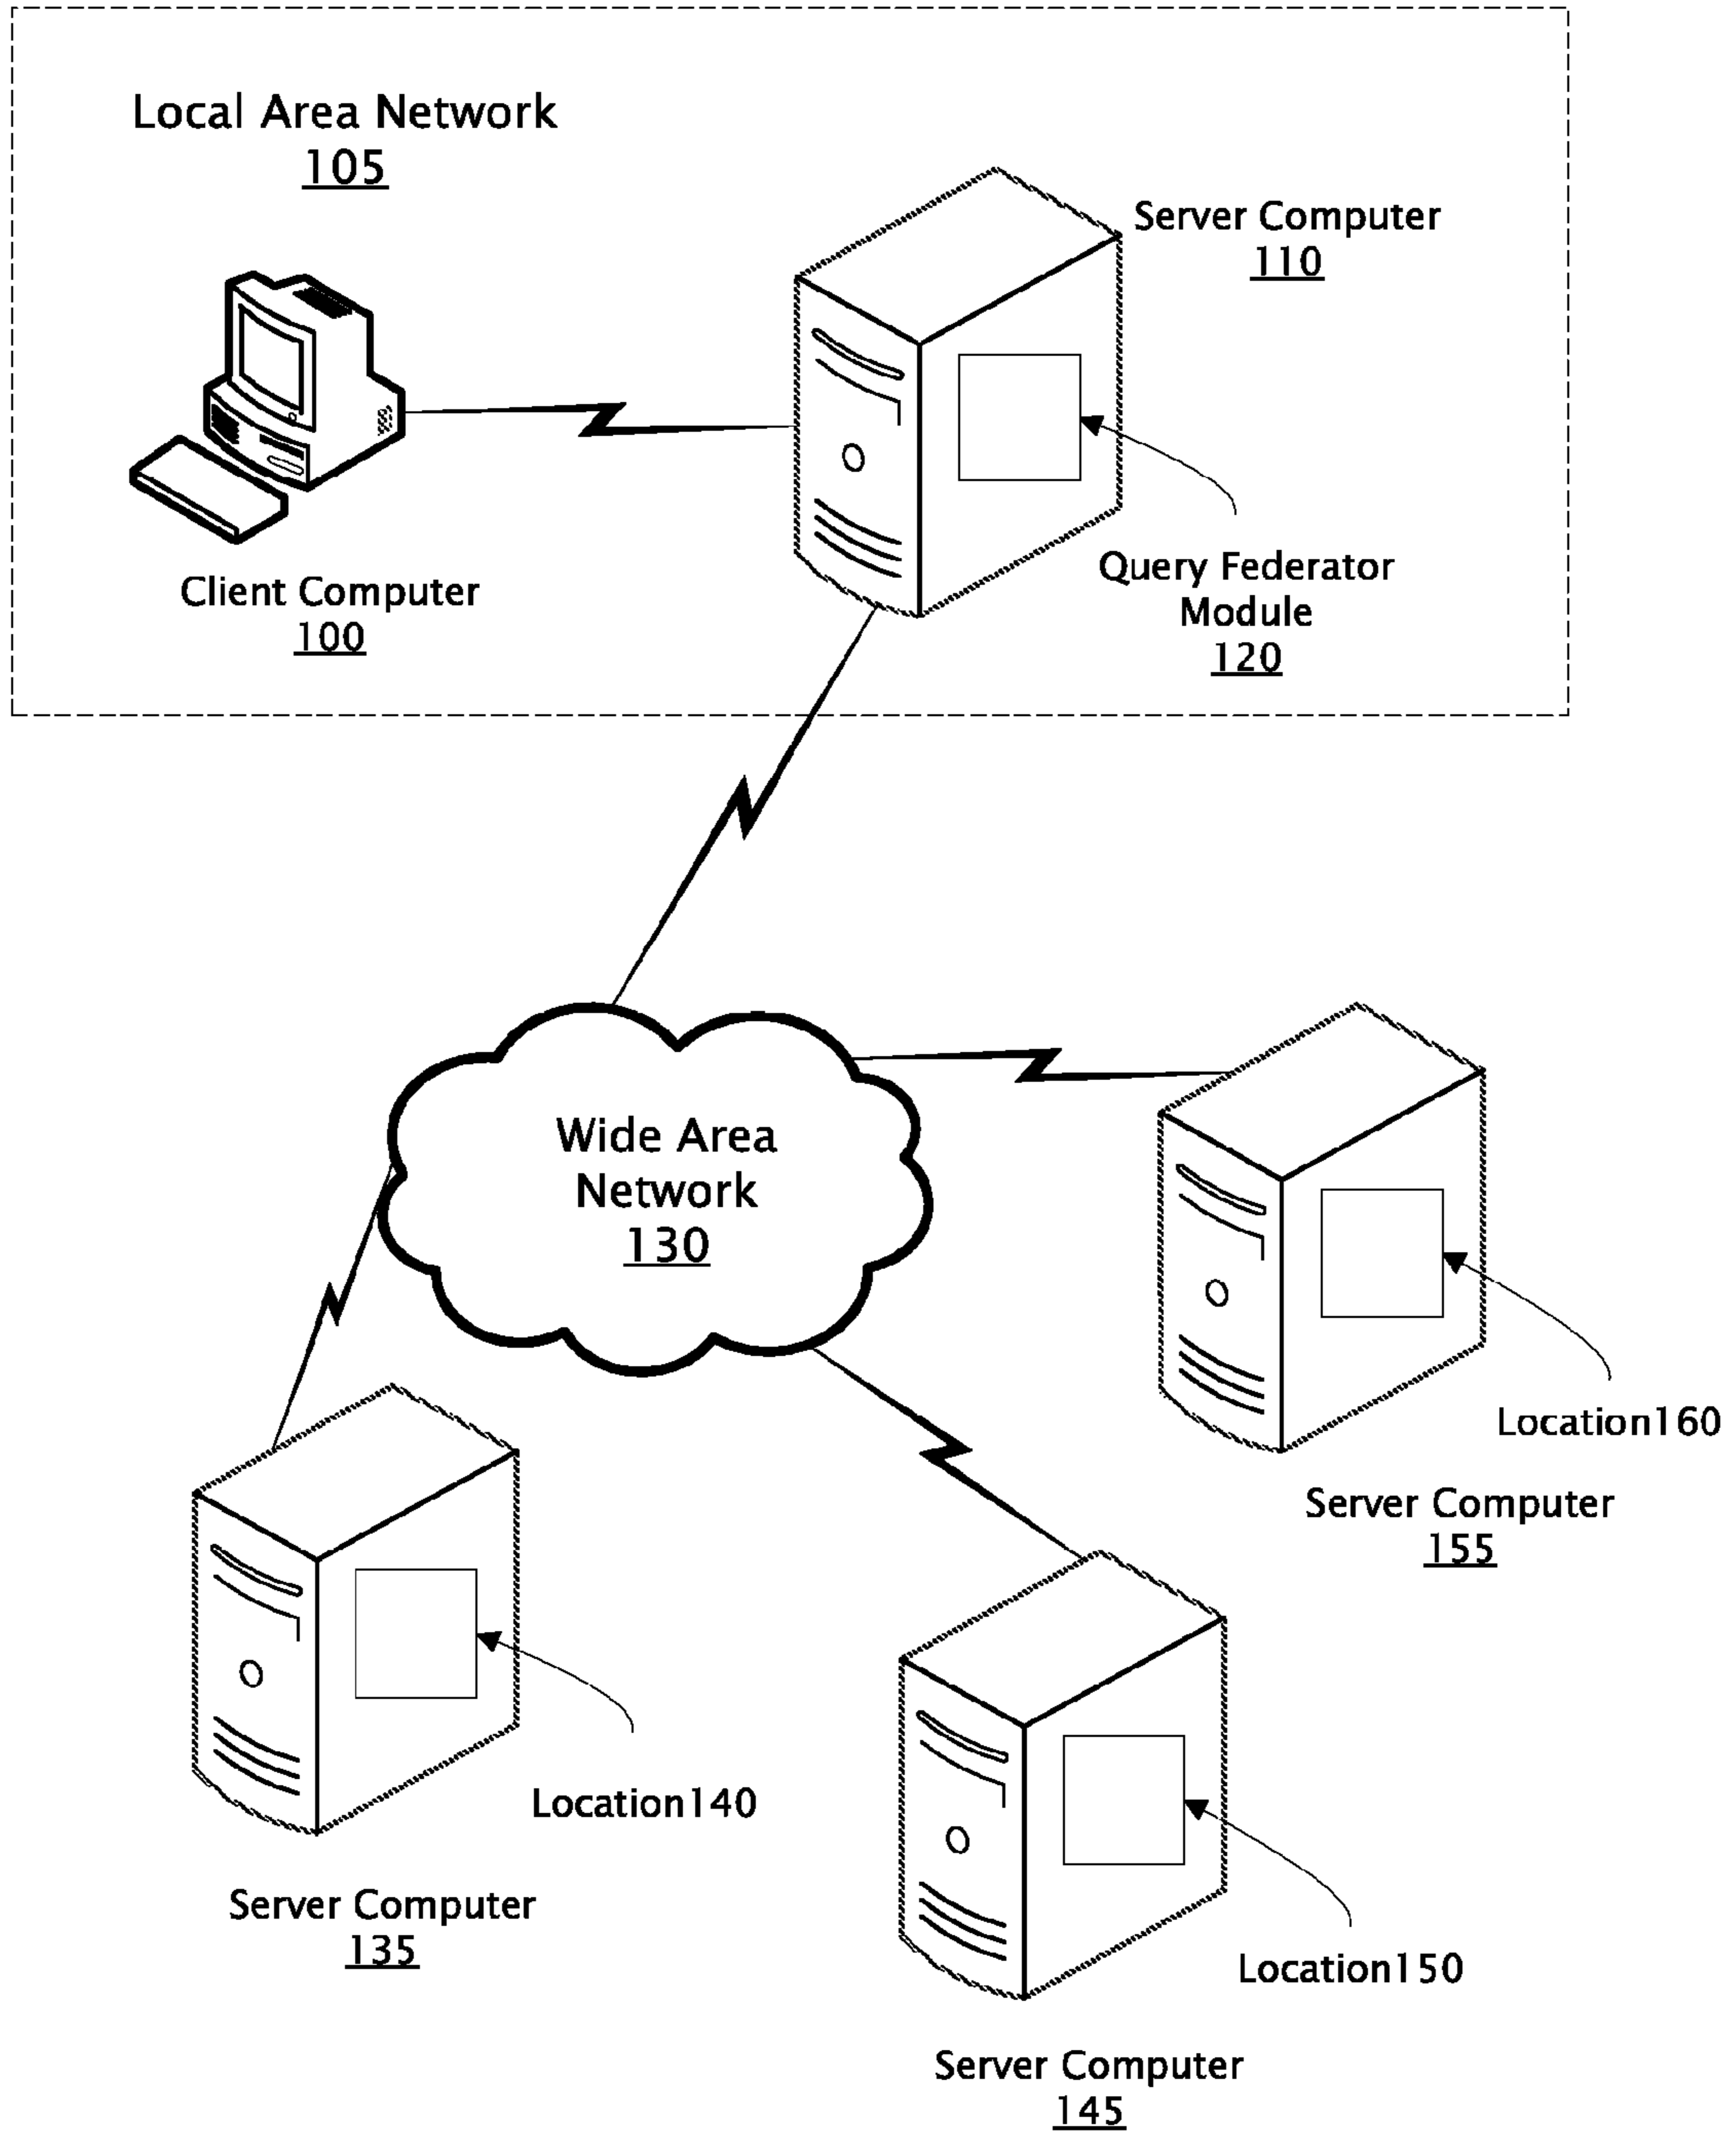 Local Area Network
105
Server Computer
110
Query Federator
Module
120
Client Computer
100
Wide Area
Network
130
Location160
Server Computer
155
Location140
Server Computer
135
Location150
Server Computer
145